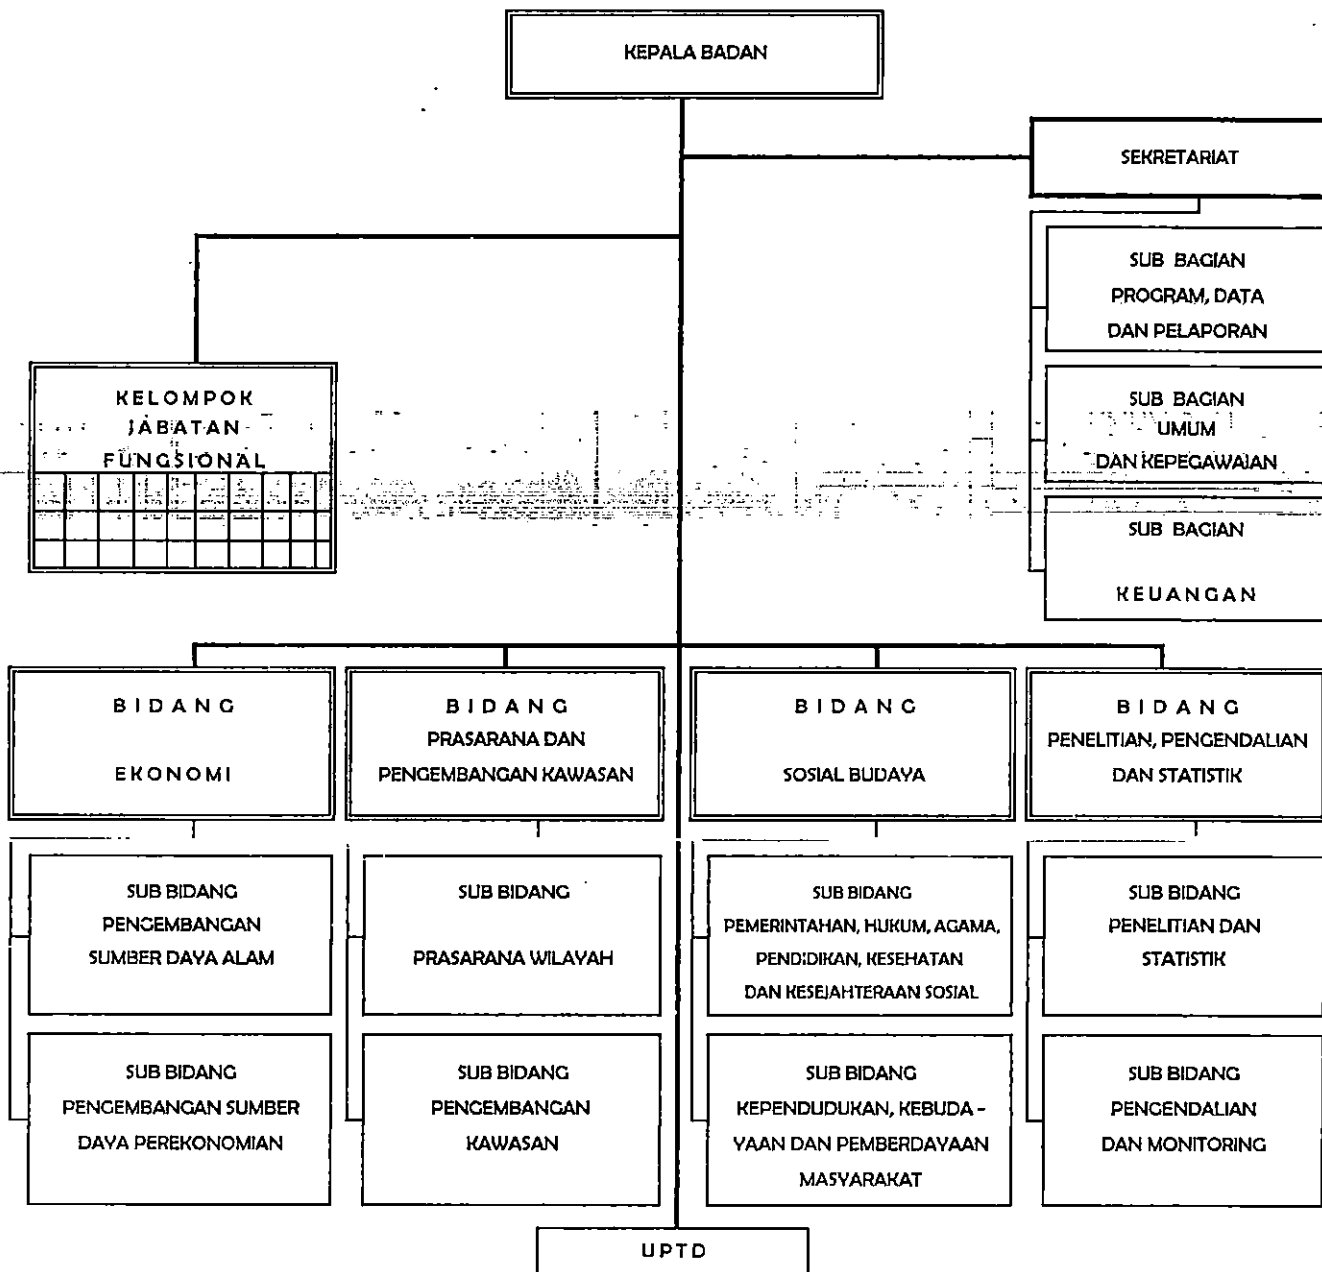 KEPALA BADAN
SEKRETARIAT
SUB BAGIAN
PROGRAM, DATA
DAN PELAPORAN
KELOMPOK
JABATAN
FUNGSIONAL
SUB BAGIAN
UMUM
DAN KEPEGAWAIAN
SUB BAGIAN
KEUANGAN
BIDANG
EKONOMI
BIDANG
PRASARANA DAN
PENGEMBANGAN KAWASAN
BIDANG
SOSIAL BUDAYA
BIDANG
PENELITIAN, PENGENDALIAN
DAN STATISTIK
SUB BIDANG
PENGEMBANGAN
SUMBER DAYA ALAM
SUB BIDANG
PRASARANA WILAYAH
SUB BIDANG
PEMERINTAHAN, HUKUM, AGAMA,
PENDIDIKAN, KESEHATAN
DAN KESEJAHTERAAN SOSIAL
SUB BIDANG
PENELITIAN DAN
STATISTIK
SUB BIDANG
PENGEMBANGAN SUMBER
DAYA PEREKONOMIAN
SUB BIDANG
PENGEMBANGAN
KAWASAN
SUB BIDANG
KEPENDUDUKAN, KEBUDA -
YAAN DAN PEMBERDAYAAN
MASYARAKAT
SUB BIDANG
PENGENDALIAN
DAN MONITORING
UPTD